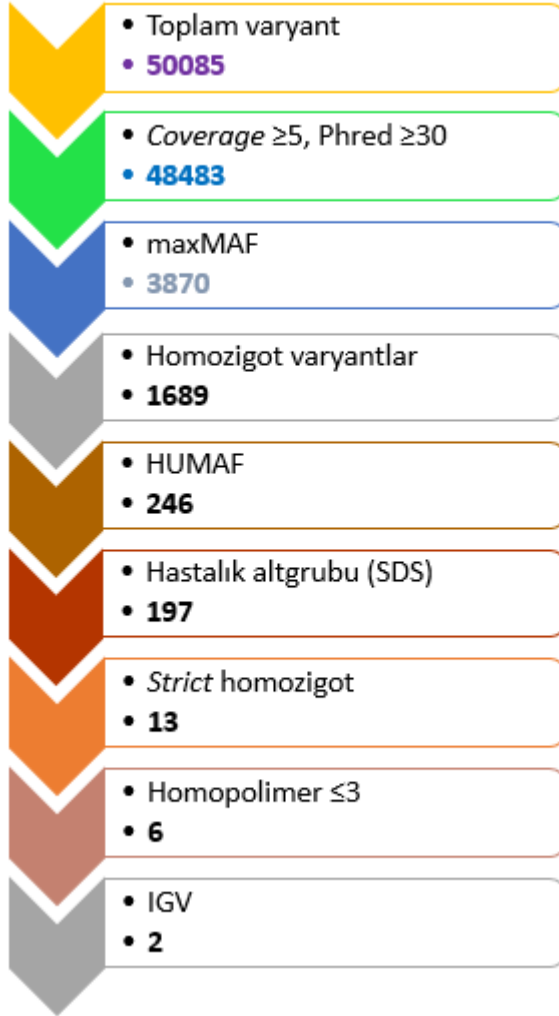 • Toplam varyant
• 50085
• Coverage ≥5, Phred ≥30
• 48483
• maxMAF
• 3870
• Homozigot varyantlar
• 1689
• HUMAF
• 246
• Hastalık altgrubu (SDS)
• 197
• Strict homozigot
• 13
• Homopolimer ≤3
• 6
• IGV
• 2